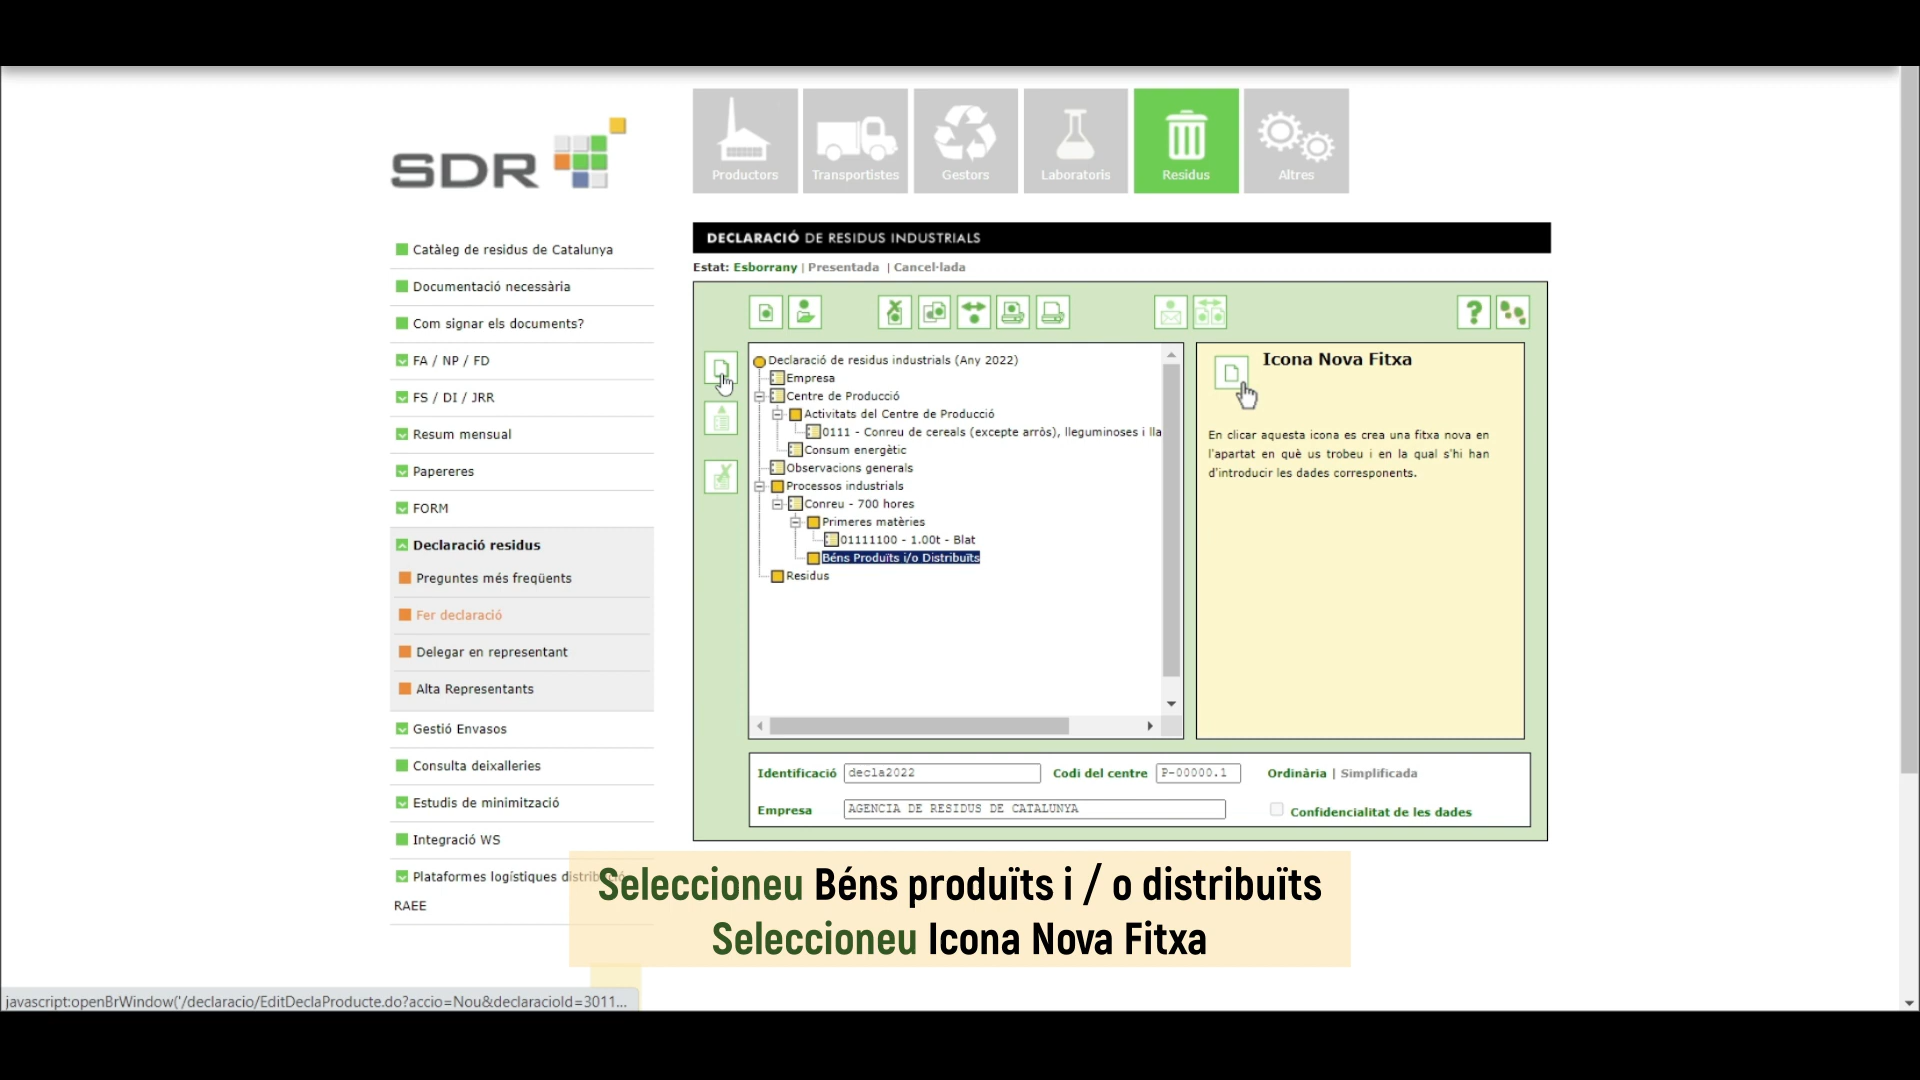 SDR
Productors
Transportistes
Gestors
Laboratoris
Residus
Altres
Catàleg de residus de Catalunya
Documentació necessària
Com signar els documents?
FA / NP / FD
FS / DI / JRR
Resum mensual
Papereres
FORM
Declaració residus
Preguntes més freqüents
Fer declaració
Delegar en representant
Alta Representants
Gestió Envasos
Consulta deixalleries
Estudis de minimització
Integració WS
Plataformes logístiques
RAEE
DECLARACIÓ DE RESIDUS INDUSTRIALS
Estat: Esborrany | Presentada | Cancel·lada
Declaració de residus industrials (Any 2022)
Empresa
Centre de Producció
Activitats del Centre de Producció
0111 - Conreu de cereals (excepte arròs), lleguminoses i lla
Consum energètic
Observacions generals
Processos industrials
Conreu - 700 hores
Primeres matèries
01111100 - 1.00t - Blat
Béns Produïts i/o Distribuïts
Residus
Icona Nova Fitxa
En clicar aquesta icona es crea una fitxa nova en
l'apartat en què us trobeu i en la qual s'hi han
d'introduir les dades corresponents.
Identificació decla2022 Codi del centre P-00000.1 Ordinària | Simplificada
Empresa AGENCIA DE RESIDUS DE CATALUNYA Confidencialitat de les dades
Seleccioneu Béns produïts i / o distribuïts
Seleccioneu Icona Nova Fitxa
javascript:openBrWindow('/declaracio/EditDeclaProducte.do?accio=Nou&declaracioId=3011...